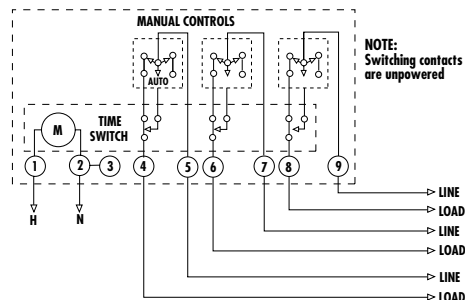 MANUAL CONTROLS
NOTE:
Switching contacts
are unpowered
AUTO
TIME
SWITCH
M
1 2 3 4 5 6 7 8 9
H N
LINE
LOAD
LINE
LOAD
LINE
LOAD